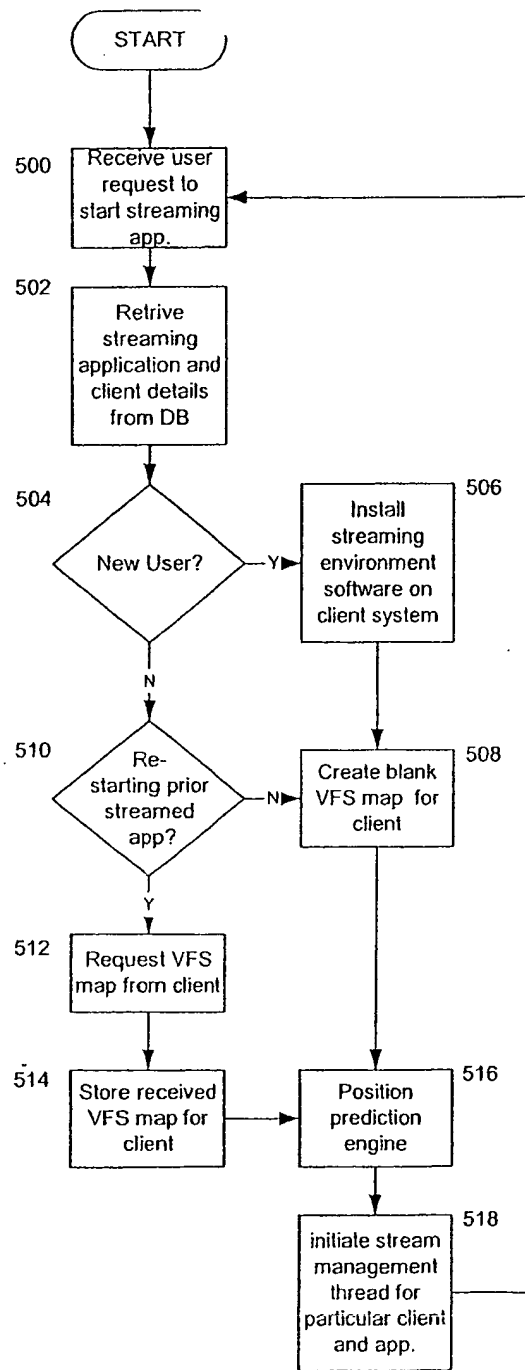 START
500
Receive user
request to
start streaming
app.
502
Retrive
streaming
application and
client details
from DB
504
New User?
Y
N
506
Install
streaming
environment
software on
client system
510
Re-
starting prior
streamed
app?
N
Y
508
Create blank
VFS map for
client
512
Request VFS
map from client
514
Store received
VFS map for
client
516
Position
prediction
engine
518
initiate stream
management
thread for
particular client
and app.